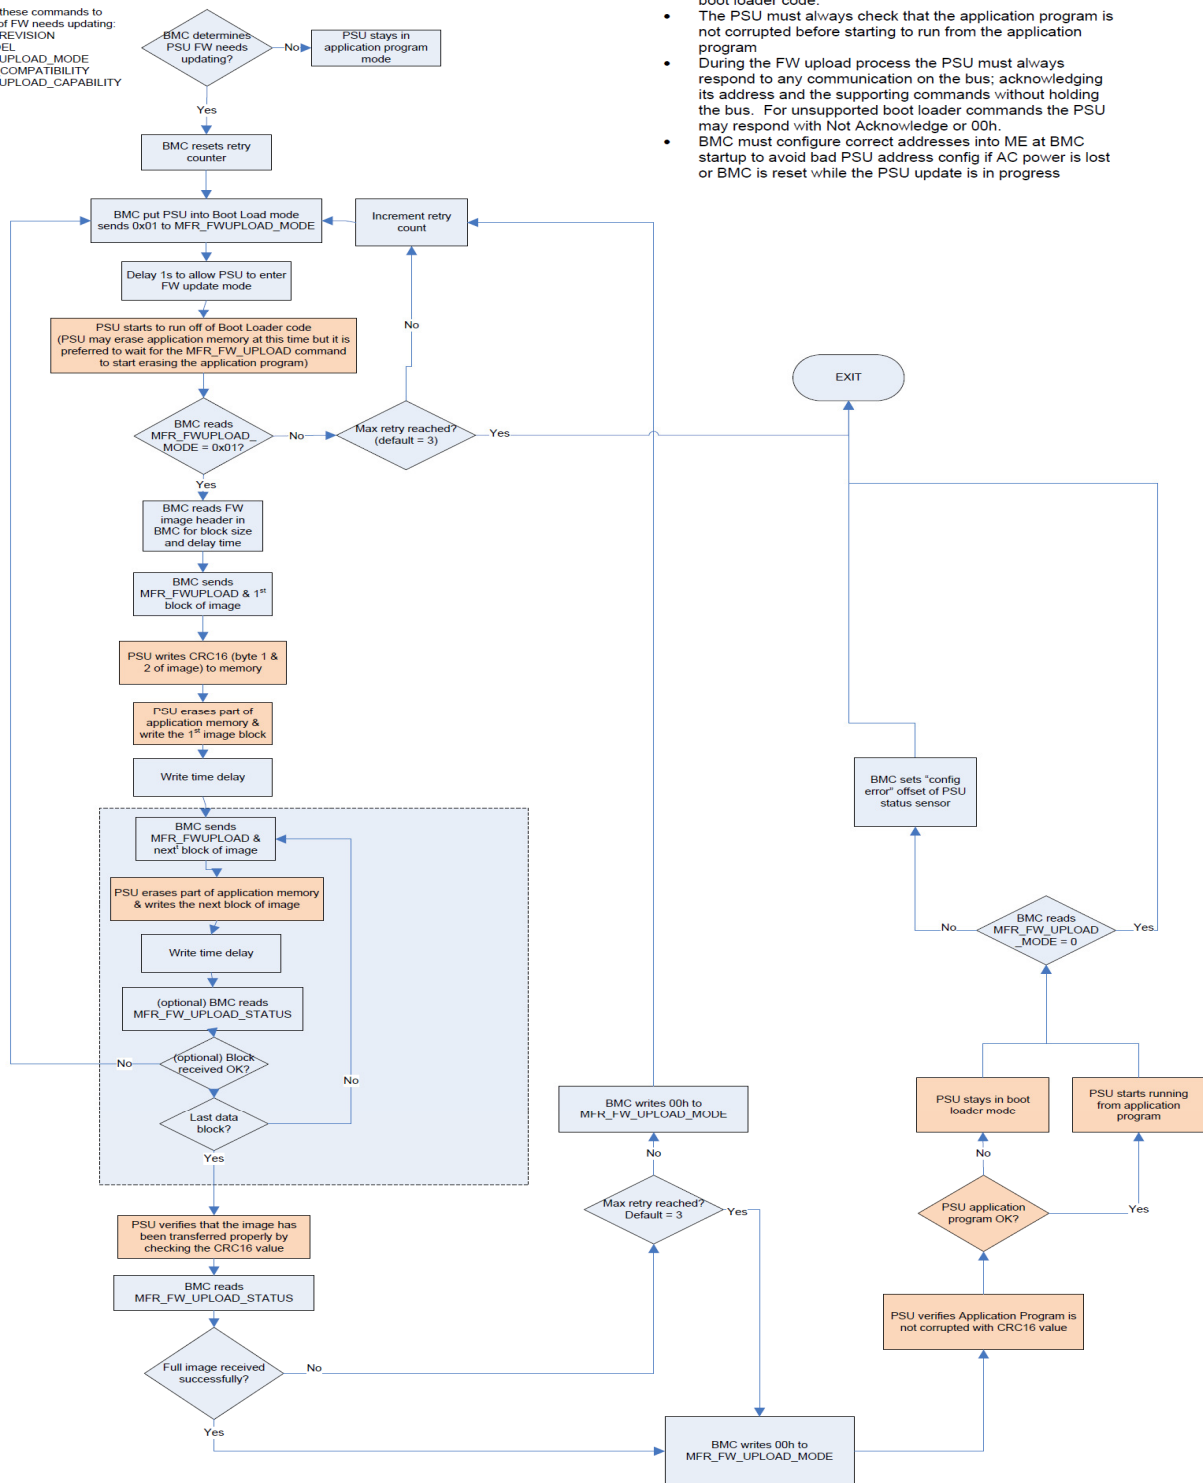 these commands to
of FW needs updating:
REVISION
EL
UPLOAD_MODE
COMPATIBILITY
UPLOAD_CAPABILITY
BMC determines
PSU FW needs
updating?
No
PSU stays in
application program
mode
boot loader code.
• The PSU must always check that the application program is
not corrupted before starting to run from the application
program
• During the FW upload process the PSU must always
respond to any communication on the bus; acknowledging
its address and the supporting commands without holding
the bus. For unsupported boot loader commands the PSU
may respond with Not Acknowledge or 00h.
• BMC must configure correct addresses into ME at BMC
startup to avoid bad PSU address config if AC power is lost
or BMC is reset while the PSU update is in progress
Yes
BMC resets retry
counter
BMC put PSU into Boot Load mode
sends 0x01 to MFR_FWUPLOAD_MODE
Increment retry
count
Delay 1s to allow PSU to enter
FW update mode
No
PSU starts to run off of Boot Loader code
(PSU may erase application memory at this time but it is
preferred to wait for the MFR_FW_UPLOAD command
to start erasing the application program)
EXIT
BMC reads
MFR_FWUPLOAD_
MODE = 0x01?
No
Max retry reached?
(default = 3)
Yes
Yes
BMC reads FW
image header in
BMC for block size
and delay time
BMC sends
MFR_FWUPLOAD & 1st
block of image
PSU writes CRC16 (byte 1 &
2 of image) to memory
PSU erases part of
application memory &
write the 1st image block
Write time delay
BMC sets "config
error" offset of PSU
status sensor
BMC sends
MFR_FWUPLOAD &
nextt block of image
PSU erases part of application memory
& writes the next block of image
Write time delay
No
BMC reads
MFR_FW_UPLOAD
_MODE = 0
Yes
(optional) BMC reads
MFR_FW_UPLOAD_STATUS
No
(optional) Block
received OK?
No
Last data
block?
Yes
BMC writes 00h to
MFR_FW_UPLOAD_MODE
PSU stays in boot
loader mode
PSU starts running
from application
program
No
No
Max retry reached?
Default = 3
Yes
PSU application
program OK?
Yes
PSU verifies that the image has
been transferred properly by
checking the CRC16 value
BMC reads
MFR_FW_UPLOAD_STATUS
PSU verifies Application Program is
not corrupted with CRC16 value
Full image received
successfully?
No
Yes
BMC writes 00h to
MFR_FW_UPLOAD_MODE